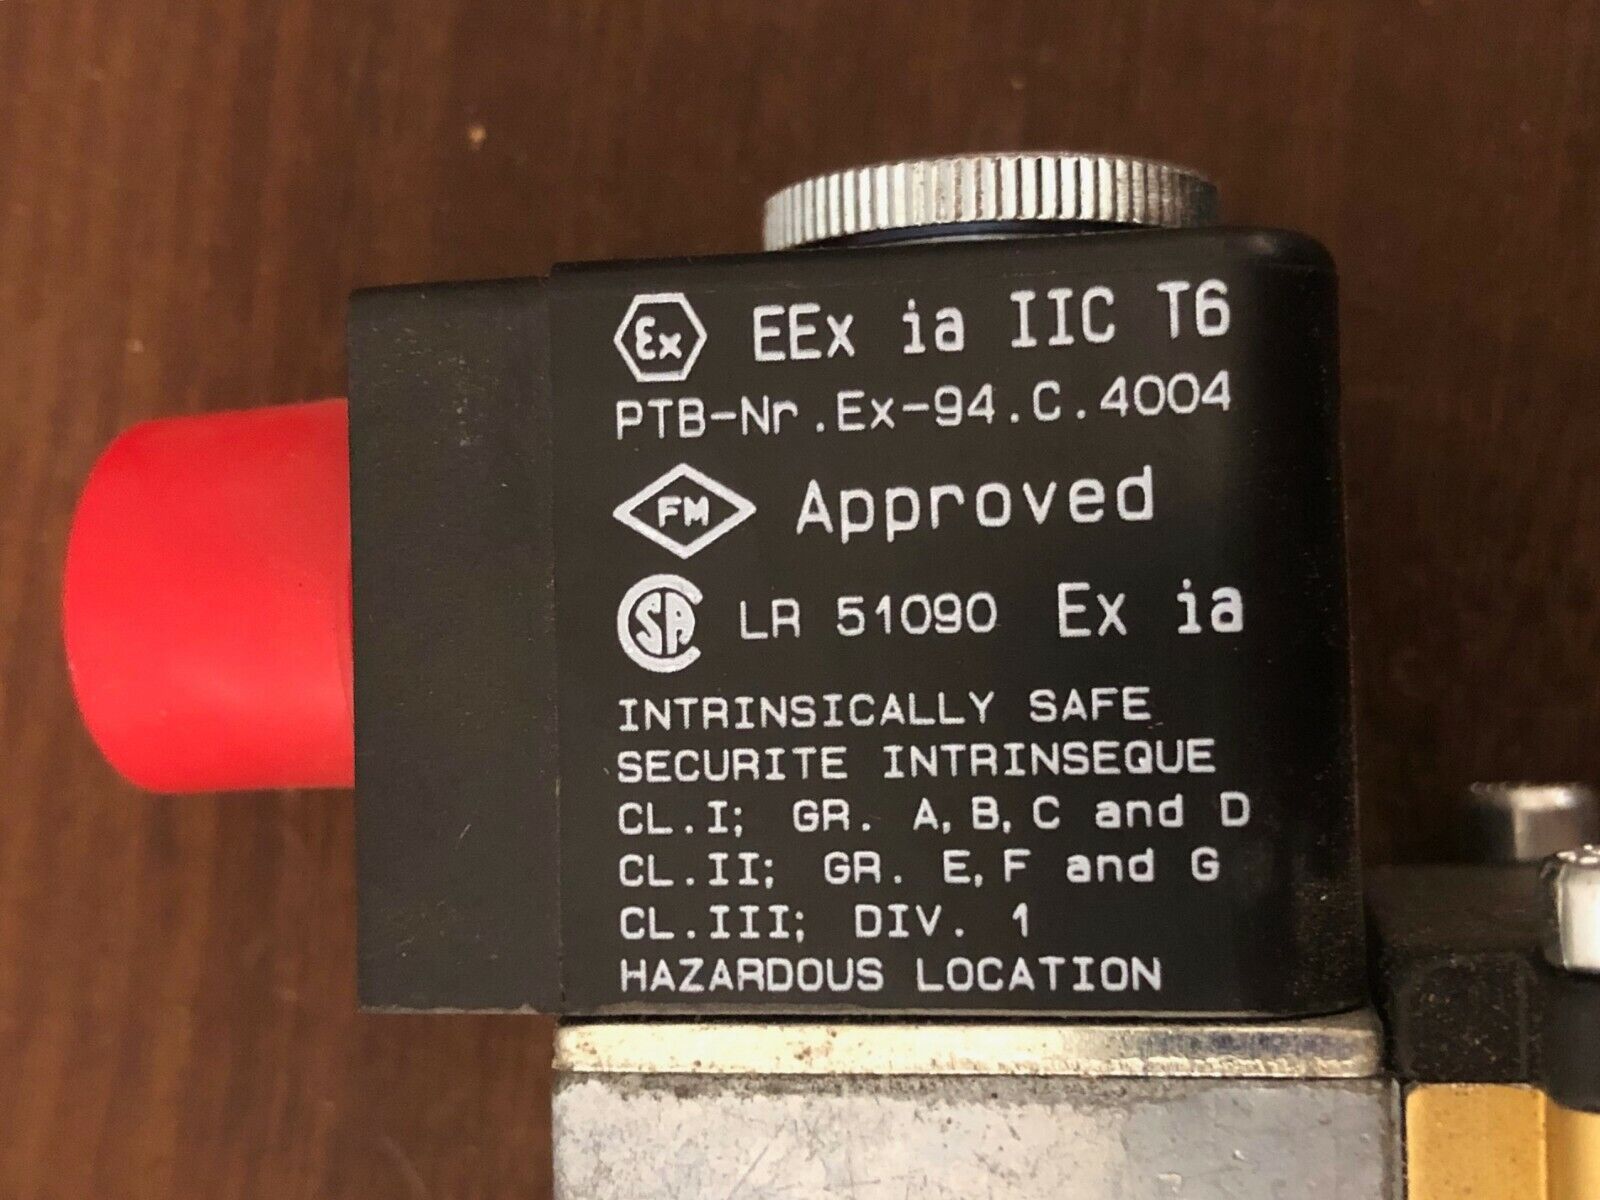 Ex EEx ia IIC T6
PTB-Nr.Ex-94.C.4004
FM Approved
CSA LR 51090 Ex ia
INTRINSICALLY SAFE
SECURITE INTRINSEQUE
CL.I; GR. A,B,C and D
CL.II; GR. E,F and G
CL.III; DIV. 1
HAZARDOUS LOCATION